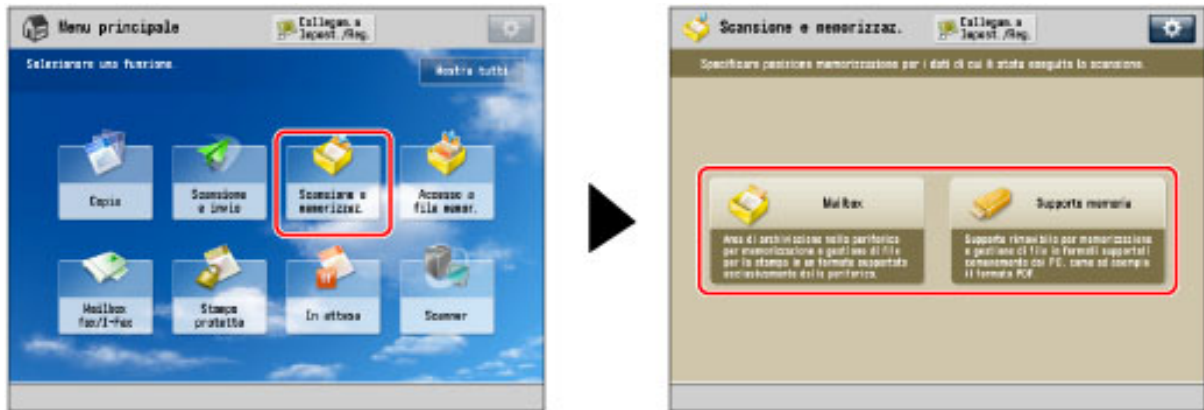 Menu principale
Collegam.a
Impost./Reg.
Selezionare una funzione.
Mostra tutti
Copia
Scansione
e invio
Scansione e
memorizzaz.
Accesso a
file memor.
Mailbox
fax/I-Fax
Stampa
protetta
In attesa
Scanner
Scansione e memorizzaz.
Collegam.a
Impost./Reg.
Specificare posizione memorizzazione per i dati di cui è stata eseguita la scansione.
Mailbox
Area di archiviazione nella periferica
per memorizzazione e gestione di file
per la stampa in un formato supportato
esclusivamente dalla periferica.
Supporto memoria
Supporto rimovibile per memorizzazione
e gestione di file in formati supportati
comunemente dai PC, come ad esempio
il formato PDF